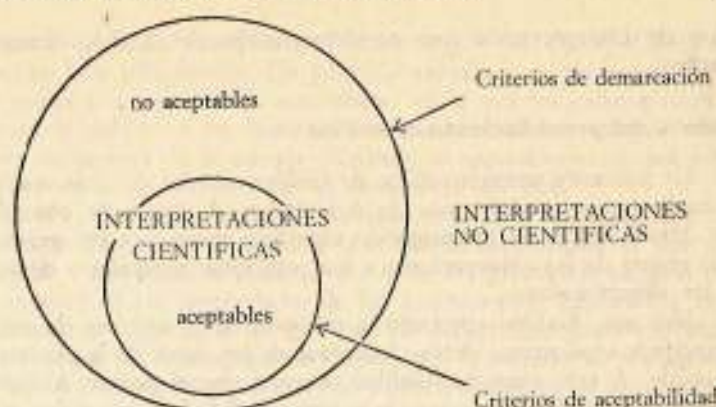 no aceptables
Criterios de demarcación
INTERPRETACIONES
CIENTIFICAS
INTERPRETACIONES
NO CIENTIFICAS
aceptables
Criterios de aceptabilidad